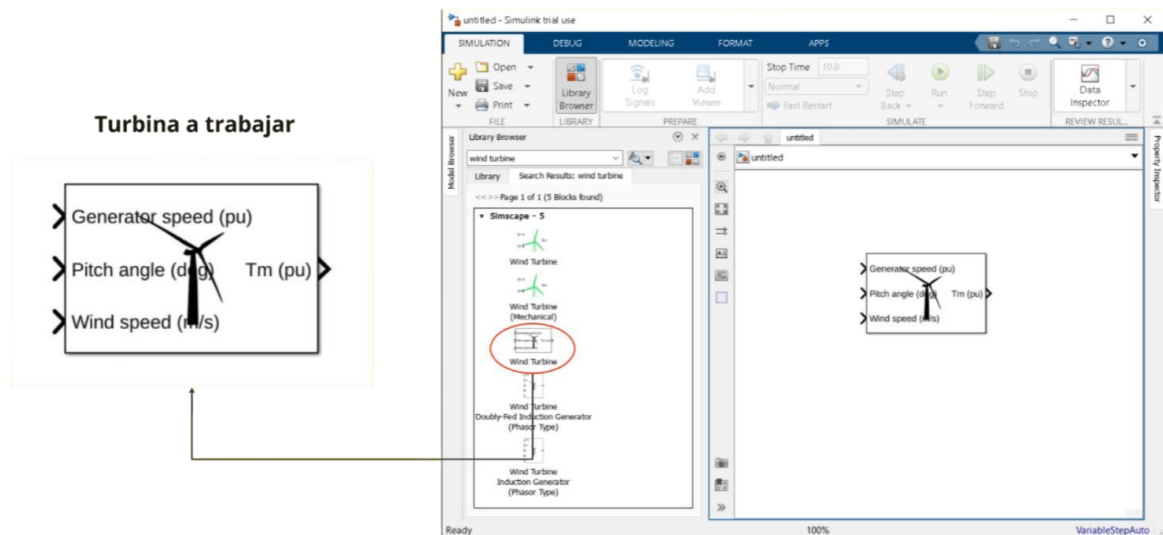 Turbina a trabajar
Generator speed (pu)
Pitch angle (deg)
Tm (pu)
Wind speed (m/s)
untitled - Simulink trial use
SIMULATION
DEBUG
MODELING
FORMAT
APPS
New
Open
Save
Print
FILE
Library
Browser
LIBRARY
Log
Signals
Add
Viewer
PREPARE
Stop Time 10.0
Normal
Fast Restart
Step
Back
Run
Step
Forward
Stop
SIMULATE
Data
Inspector
REVIEW RESUL...
Model Browser
Library Browser
wind turbine
Library
Search Results: wind turbine
<<>> Page 1 of 1 (5 Blocks found)
Simscape - 5
Wind Turbine
Wind Turbine
(Mechanical)
Wind Turbine
Wind Turbine
Doubly-Fed Induction Generator
(Phasor Type)
Wind Turbine
Induction Generator
(Phasor Type)
untitled
untitled
Generator speed (pu)
Pitch angle (deg)
Tm (pu)
Wind speed (m/s)
Property Inspector
Ready
100%
VariableStepAuto